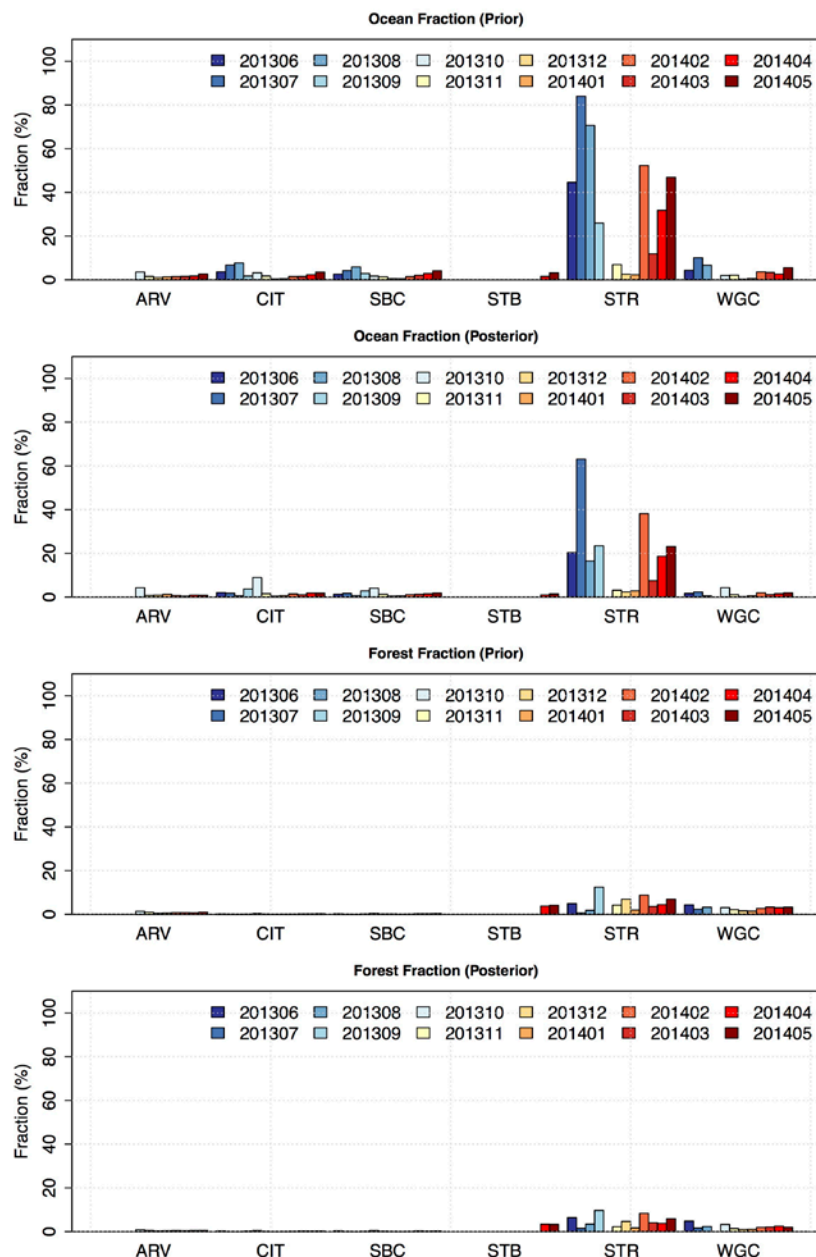 Ocean Fraction (Prior)
Fraction (%)
100
80
60
40
20
0
201306 201308 201310 201312 201402 201404
201307 201309 201311 201401 201403 201405
ARV CIT SBC STB STR WGC
Ocean Fraction (Posterior)
Fraction (%)
100
80
60
40
20
0
201306 201308 201310 201312 201402 201404
201307 201309 201311 201401 201403 201405
ARV CIT SBC STB STR WGC
Forest Fraction (Prior)
Fraction (%)
100
80
60
40
20
0
201306 201308 201310 201312 201402 201404
201307 201309 201311 201401 201403 201405
ARV CIT SBC STB STR WGC
Forest Fraction (Posterior)
Fraction (%)
100
80
60
40
20
0
201306 201308 201310 201312 201402 201404
201307 201309 201311 201401 201403 201405
ARV CIT SBC STB STR WGC